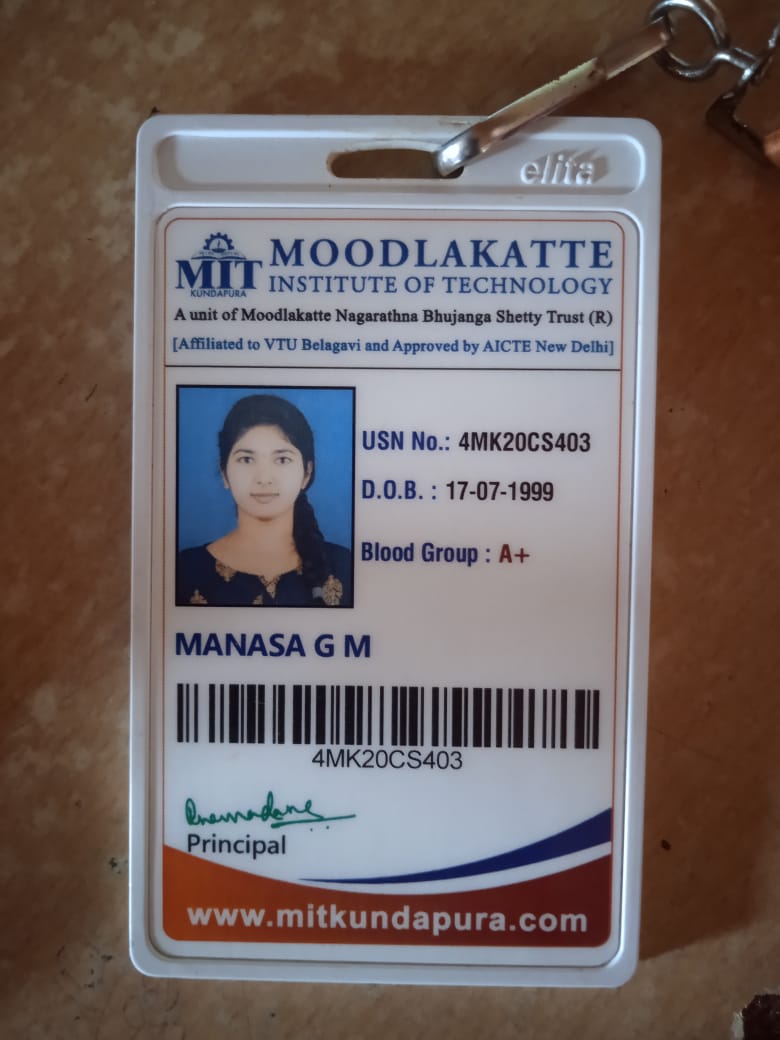 elita
MIT
KUNDAPURA
MOODLAKATTE
INSTITUTE OF TECHNOLOGY
A unit of Moodlakatte Nagarathna Bhujanga Shetty Trust (R)
[Affiliated to VTU Belagavi and Approved by AICTE New Delhi]
USN No.: 4MK20CS403
D.O.B. : 17-07-1999
Blood Group : A+
MANASA G M
4MK20CS403
Principal
www.mitkundapura.com